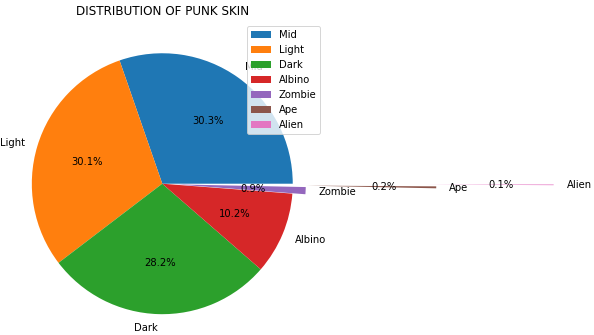 DISTRIBUTION OF PUNK SKIN
Mid
Light
Dark
Albino
Zombie
Ape
Alien
30.3%
Light
30.1%
0.9%
Zombie
0.2%
Ape
0.1%
Alien
10.2%
Albino
28.2%
Dark